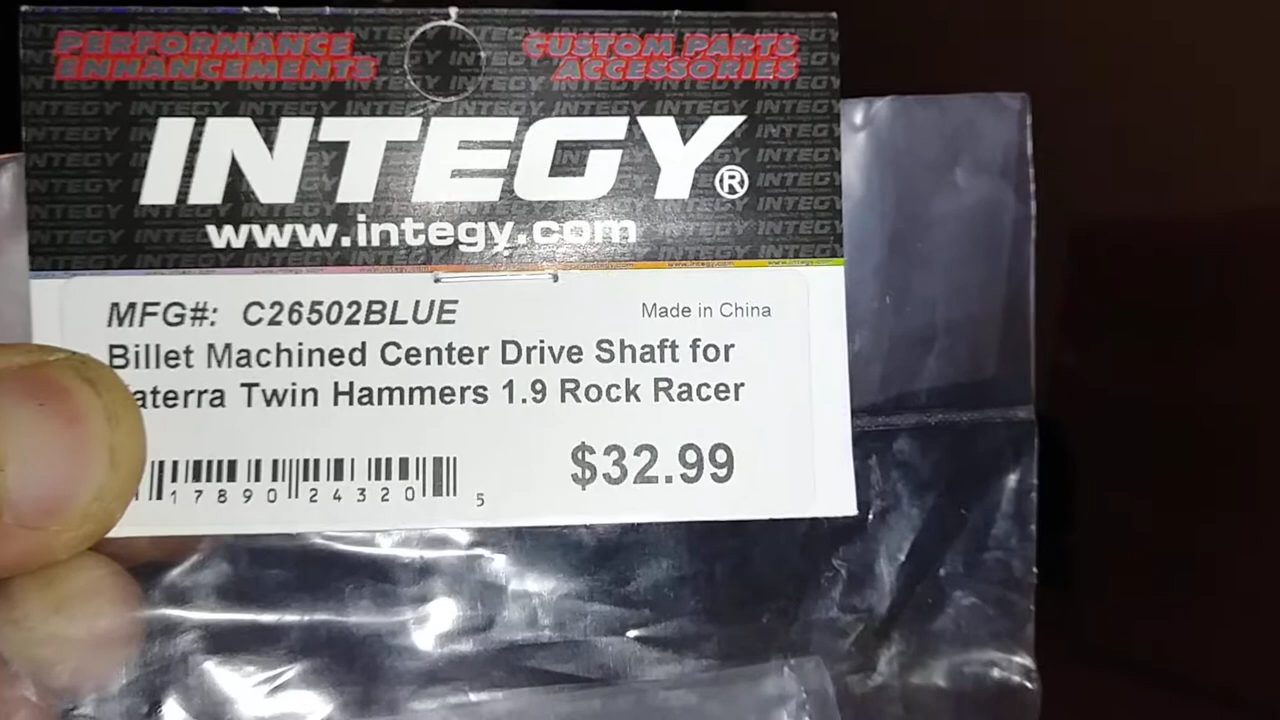 PERFORMANCE
ENHANCEMENTS
CUSTOM PARTS
ACCESSORIES
INTEGY®
www.integy.com
MFG#: C26502BLUE
Made in China
Billet Machined Center Drive Shaft for
aterra Twin Hammers 1.9 Rock Racer
$32.99
17890 24320 5